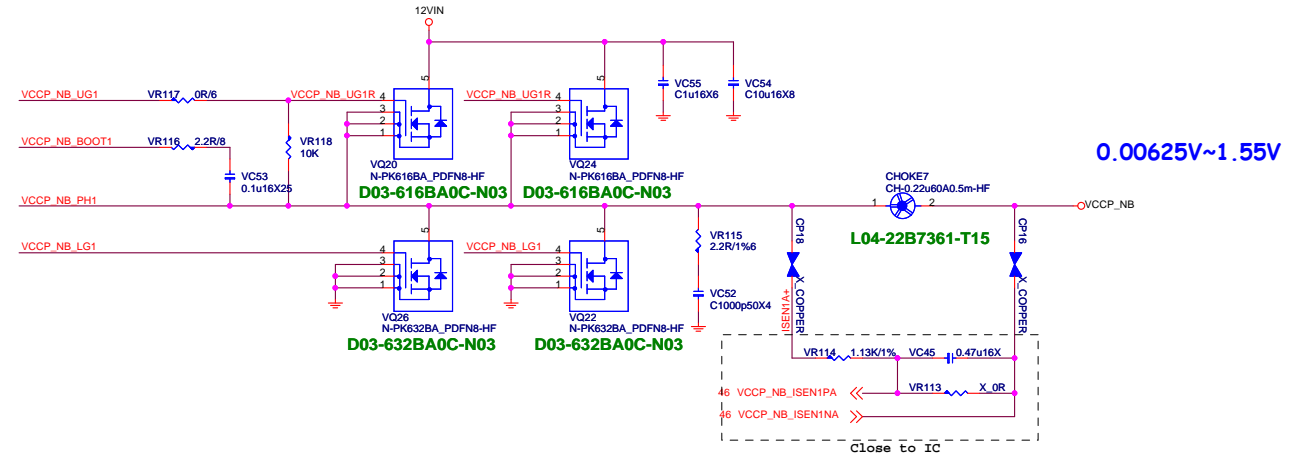 12VIN
VCCP_NB_UG1
VR117
0R/6
VCCP_NB_UG1R
4
3
2
1
5
VCCP_NB_UG1R
4
3
2
1
5
VC55
C1u16X6
VC54
C10u16X8
VCCP_NB_BOOT1
VR116
2.2R/8
VR118
10K
VC53
0.1u16X25
VQ20
N-PK616BA_PDFN8-HF
D03-616BA0C-N03
VQ24
N-PK616BA_PDFN8-HF
D03-616BA0C-N03
0.00625V~1.55V
VCCP_NB_PH1
CHOKE7
CH-0.22u60A0.5m-HF
1
2
VCCP_NB
L04-22B7361-T15
VCCP_NB_LG1
4
3
2
1
5
VCCP_NB_LG1
4
3
2
1
5
VR115
2.2R/1%6
VC52
C1000p50X4
VQ26
N-PK632BA_PDFN8-HF
D03-632BA0C-N03
VQ22
N-PK632BA_PDFN8-HF
D03-632BA0C-N03
CP18
X_COPPER
ISEN1A+
CP16
X_COPPER
VR114
1.13K/1%
VC45
0.47u16X
VR113
X_0R
46 VCCP_NB_ISEN1PA
46 VCCP_NB_ISEN1NA
Close to IC